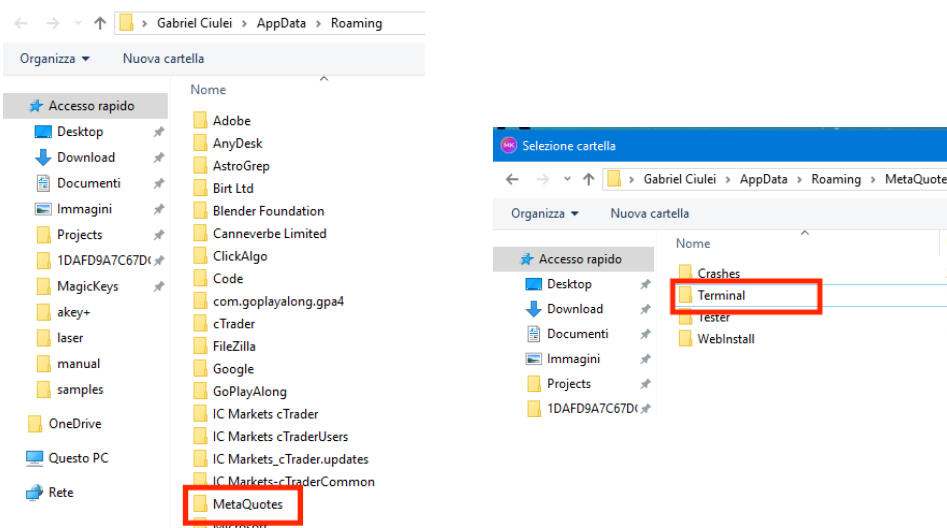 Gabriel Ciulei > AppData > Roaming
Organizza Nuova cartella
Nome
Accesso rapido
Desktop
Download
Documenti
Immagini
Projects
1DAFD9A7C67D
MagicKeys
akey+
laser
manual
samples
OneDrive
Questo PC
Rete
Adobe
AnyDesk
AstroGrep
Birt Ltd
Blender Foundation
Canneverbe Limited
ClickAlgo
Code
com.goplayalong.gpa4
cTrader
FileZilla
Google
GoPlayAlong
IC Markets cTrader
IC Markets cTraderUsers
IC Markets_cTrader.updates
IC Markets-cTraderCommon
MetaQuotes
Microsoft
MK Selezione cartella
Gabriel Ciulei > AppData > Roaming > MetaQuote
Organizza Nuova cartella
Nome
Accesso rapido
Desktop
Download
Documenti
Immagini
Projects
1DAFD9A7C67D
Crashes
Terminal
Tester
WebInstall